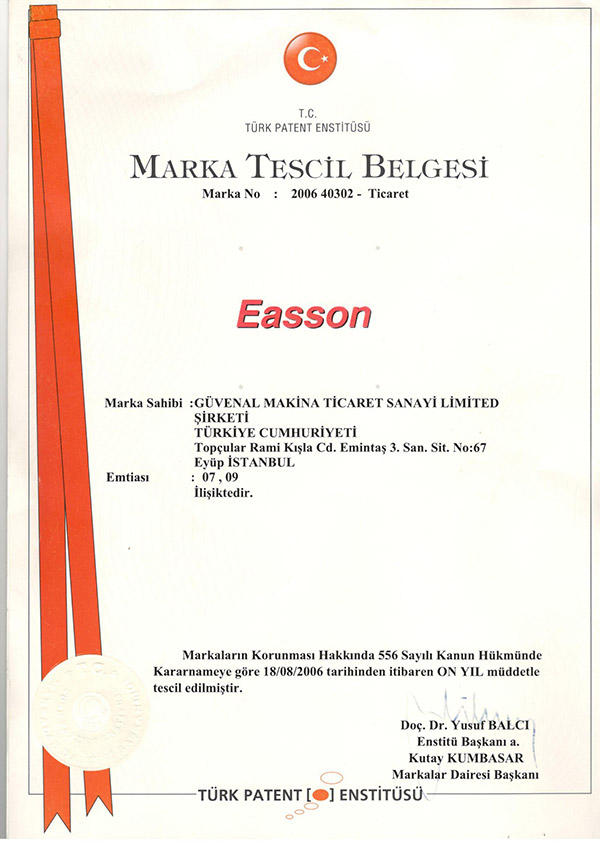 T.C.
TÜRK PATENT ENSTİTÜSÜ
MARKA TESCİL BELGESİ
Marka No : 2006 40302 - Ticaret
Easson
Marka Sahibi :GÜVENAL MAKİNA TİCARET SANAYİ LİMİTED
ŞİRKETİ
TÜRKİYE CUMHURİYETİ
Topçular Rami Kışla Cd. Emintaş 3. San. Sit. No:67
Eyüp İSTANBUL
Emtiası : 07 , 09
İlişiktedir.
Markaların Korunması Hakkında 556 Sayılı Kanun Hükmünde
Kararnameye göre 18/08/2006 tarihinden itibaren ON YIL müddetle
tescil edilmiştir.
Doç. Dr. Yusuf BALCI
Enstitü Başkanı a.
Kutay KUMBASAR
Markalar Dairesi Başkanı
TÜRK PATENT [ ] ENSTİTÜSÜ